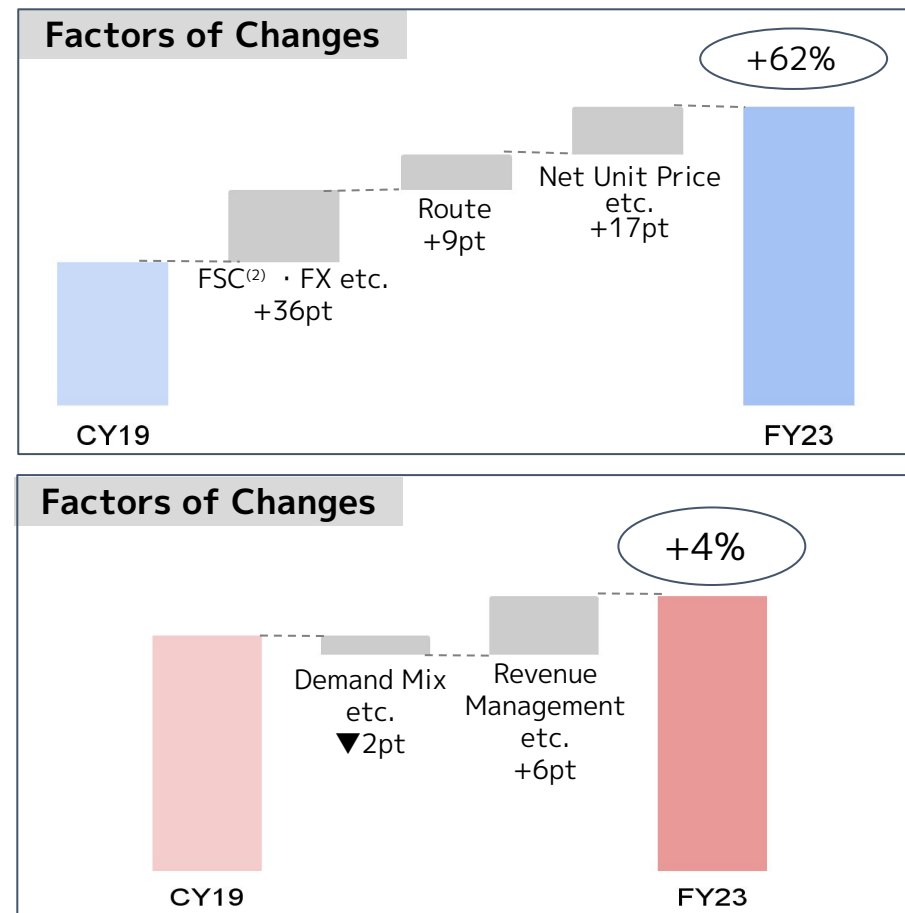 Factors of Changes
+62%
Net Unit Price
etc.
+17pt
Route
+9pt
FSC(2) ・FX etc.
+36pt
CY19
FY23
Factors of Changes
+4%
Demand Mix
etc.
▼2pt
Revenue
Management
etc.
+6pt
CY19
FY23